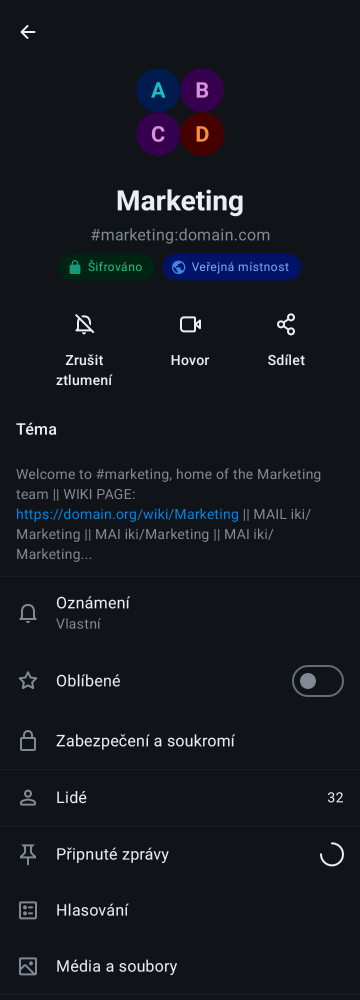 A B
C D
Marketing
#marketing:domain.com
Šifrováno Veřejná místnost
Zrušit ztlumení Hovor Sdílet
Téma
Welcome to #marketing, home of the Marketing
team || WIKI PAGE:
https://domain.org/wiki/Marketing || MAIL iki/
Marketing || MAI iki/Marketing || MAI iki/
Marketing...
Oznámení
Vlastní
Oblíbené
Zabezpečení a soukromí
Lidé 32
Připnuté zprávy
Hlasování
Média a soubory